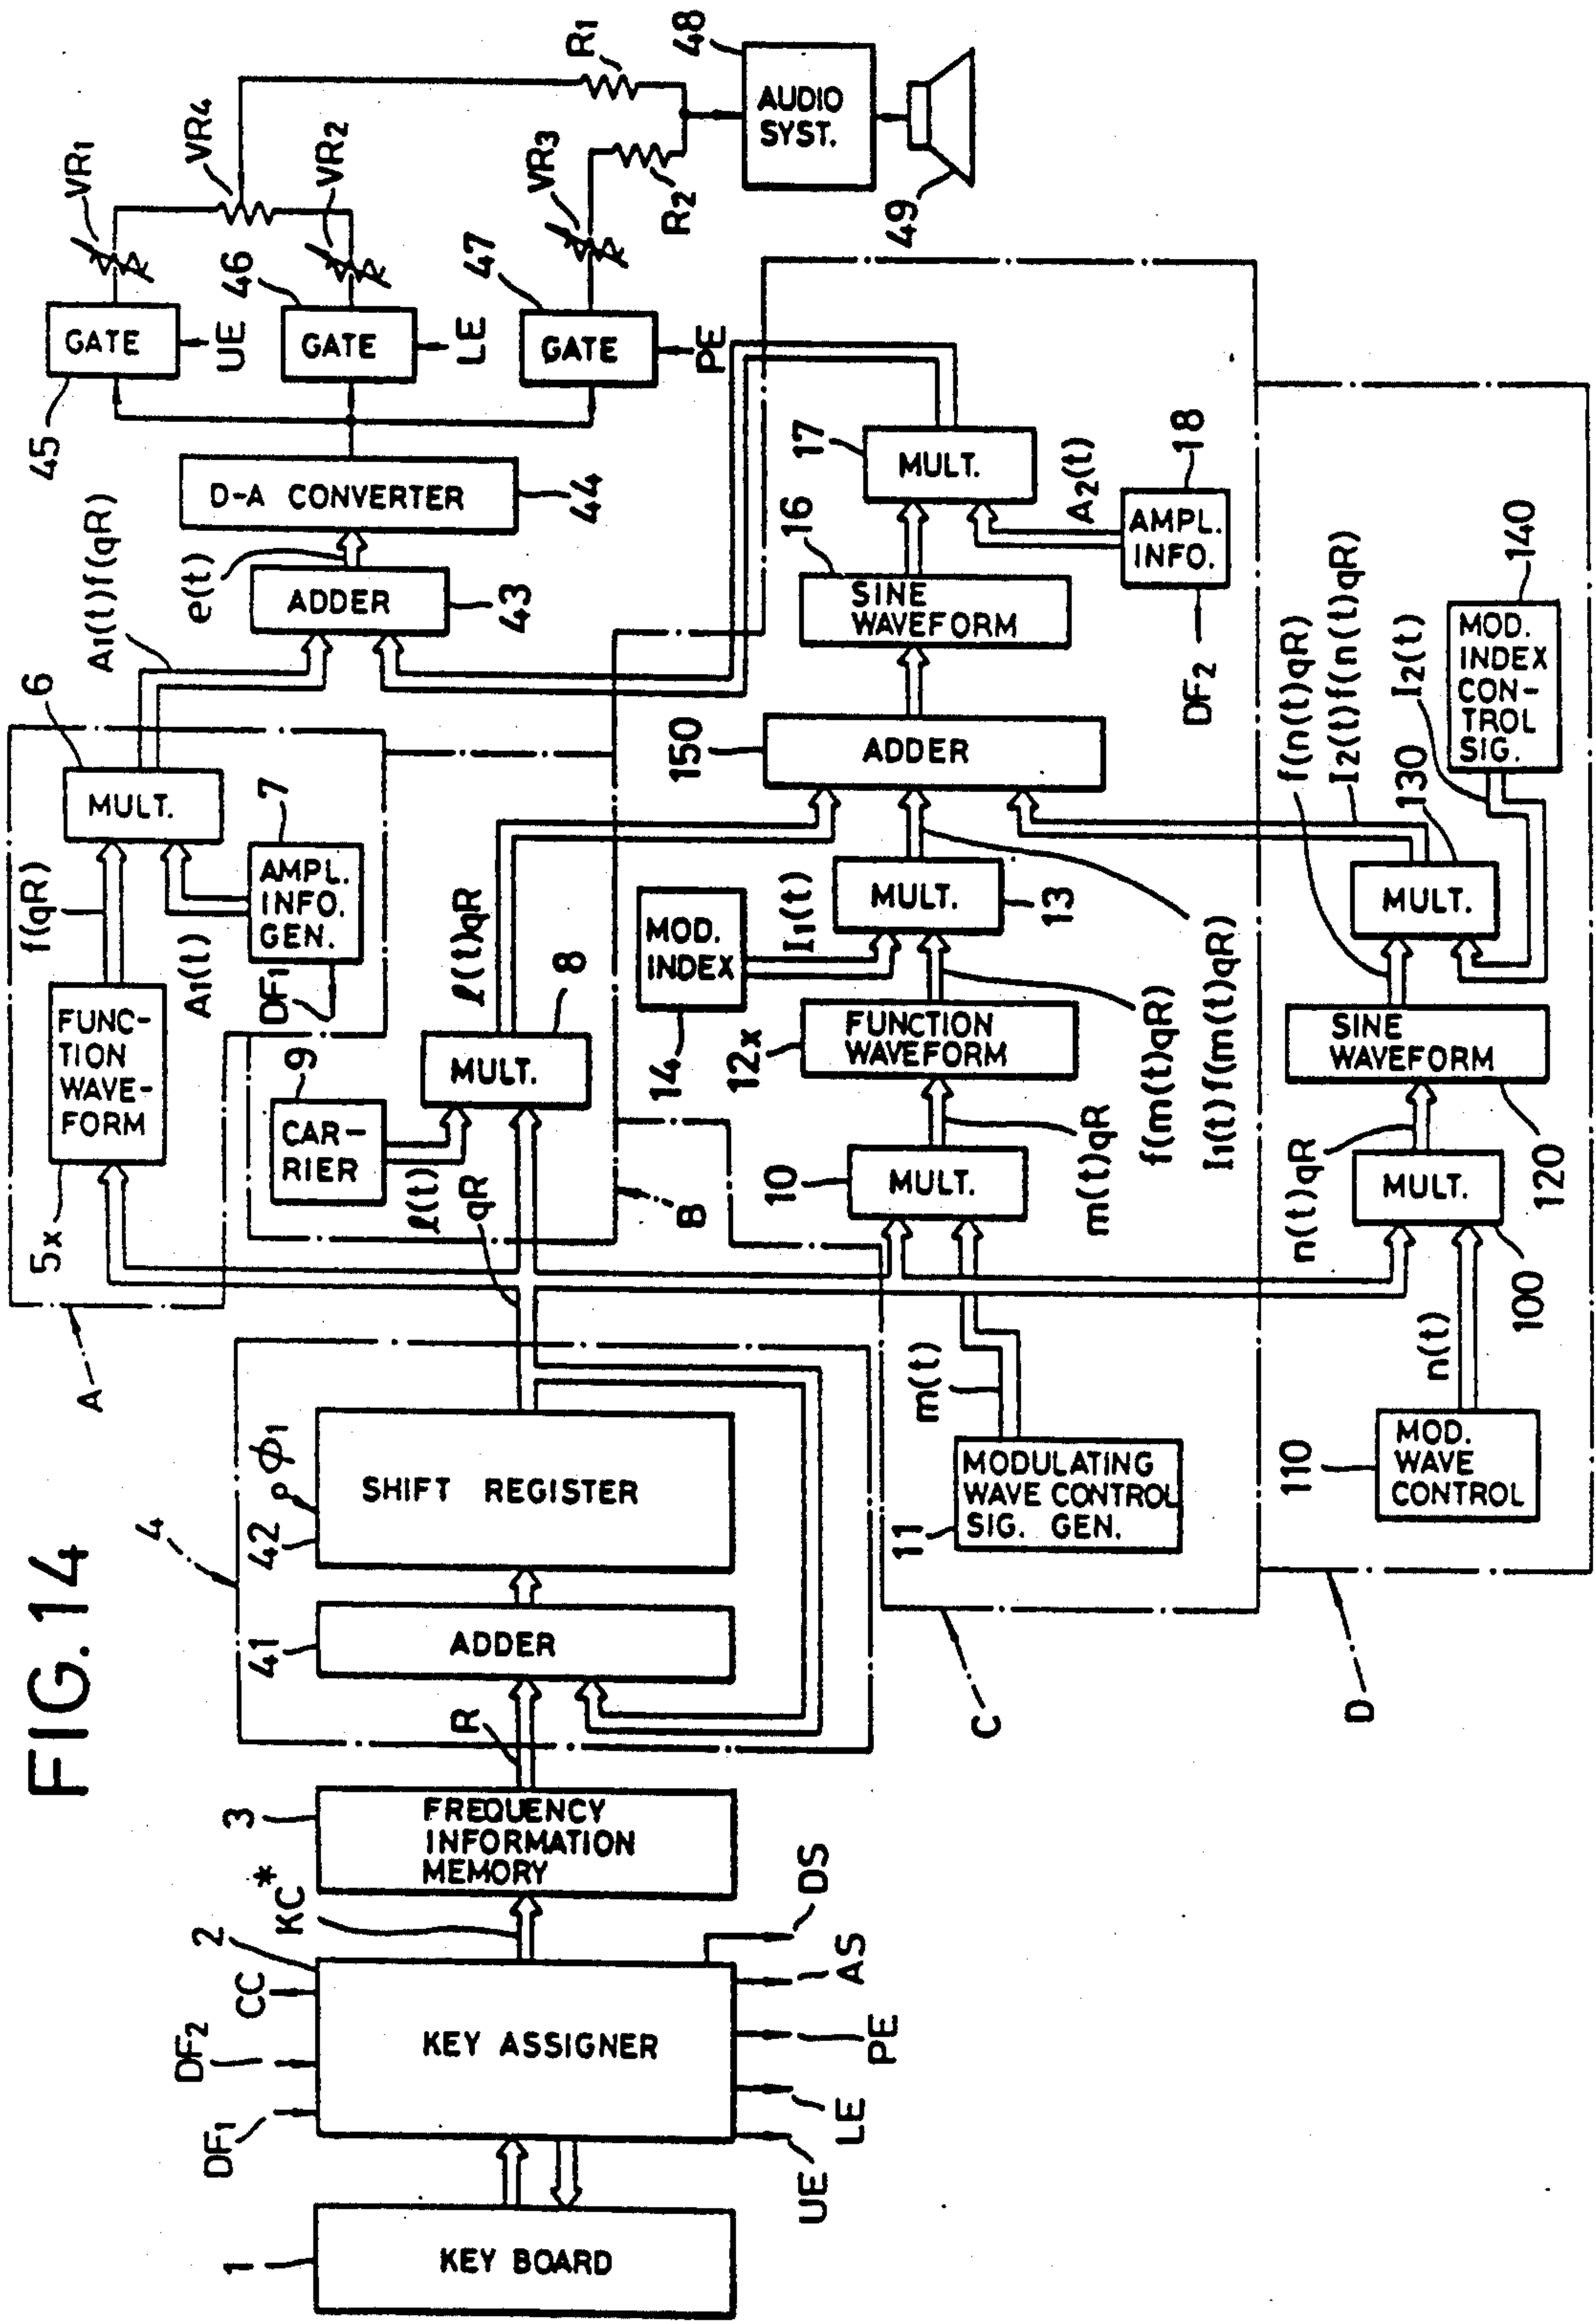 FIG. 14
1
KEY BOARD
DF1
DF2
CC
2
KEY ASSIGNER
UE
LE
PE
AS
DS
KC*
3
FREQUENCY
INFORMATION
MEMORY
R
4
41
ADDER
42
ϕ1
SHIFT REGISTER
qR
A
5x
FUNC-
TION
WAVE-
FORM
f(qR)
6
MULT.
7
AMPL.
INFO.
GEN.
A1(t)
DF1
A1(t)f(qR)
B
9
CAR-
RIER
ℓ(t)
8
MULT.
ℓ(t)qR
C
11
MODULATING
WAVE CONTROL
SIG. GEN.
m(t)
10
MULT.
m(t)qR
12x
FUNCTION
WAVEFORM
f(m(t)qR)
14
MOD.
INDEX
I1(t)
13
MULT.
I1(t)f(m(t)qR)
150
ADDER
16
SINE
WAVEFORM
17
MULT.
A2(t)
18
AMPL.
INFO.
DF2
D
110
MOD.
WAVE
CONTROL
n(t)
100
MULT.
n(t)qR
120
SINE
WAVEFORM
f(n(t)qR)
130
MULT.
I2(t)f(n(t)qR)
I2(t)
140
MOD.
INDEX
CON-
TROL
SIG.
43
ADDER
e(t)
44
D-A CONVERTER
45
GATE
UE
46
GATE
LE
47
GATE
PE
VR1
VR4
VR2
VR3
R1
R2
48
AUDIO
SYST.
49